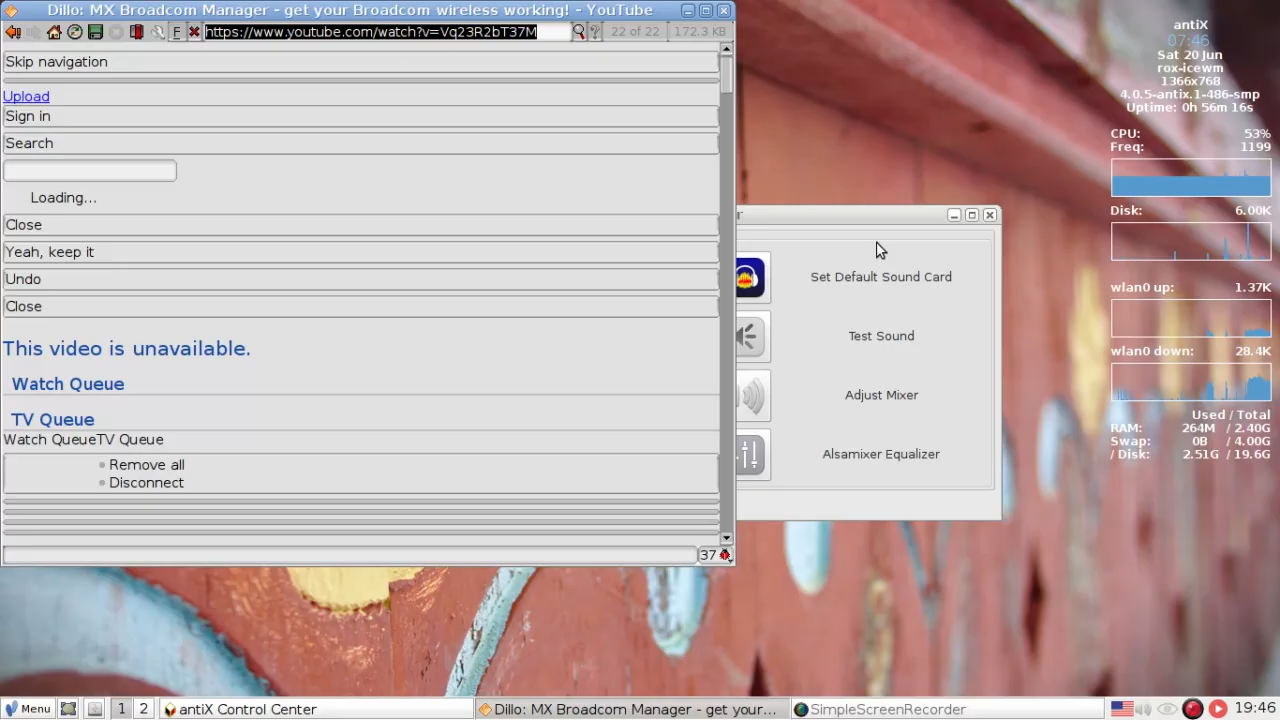 Dillo: MX Broadcom Manager - get your Broadcom wireless working! - YouTube
https://www.youtube.com/watch?v=Vq23R2bT37M
22 of 22
172.3 KB
Skip navigation
Upload
Sign in
Search
Loading...
Close
Yeah, keep it
Undo
Close
This video is unavailable.
Watch Queue
TV Queue
Watch QueueTV Queue
Remove all
Disconnect
37
Set Default Sound Card
Test Sound
Adjust Mixer
Alsamixer Equalizer
antiX
07:46
Sat 20 Jun
rox-icewm
1366x768
4.0.5-antix.1-486-smp
Uptime: 0h 56m 16s
CPU: 53%
Freq: 1199
Disk: 6.00K
wlan0 up: 1.37K
wlan0 down: 28.4K
Used / Total
RAM: 264M / 2.40G
Swap: 0B / 4.00G
/ Disk: 2.51G / 19.6G
Menu
1
2
antiX Control Center
Dillo: MX Broadcom Manager - get your...
SimpleScreenRecorder
19:46